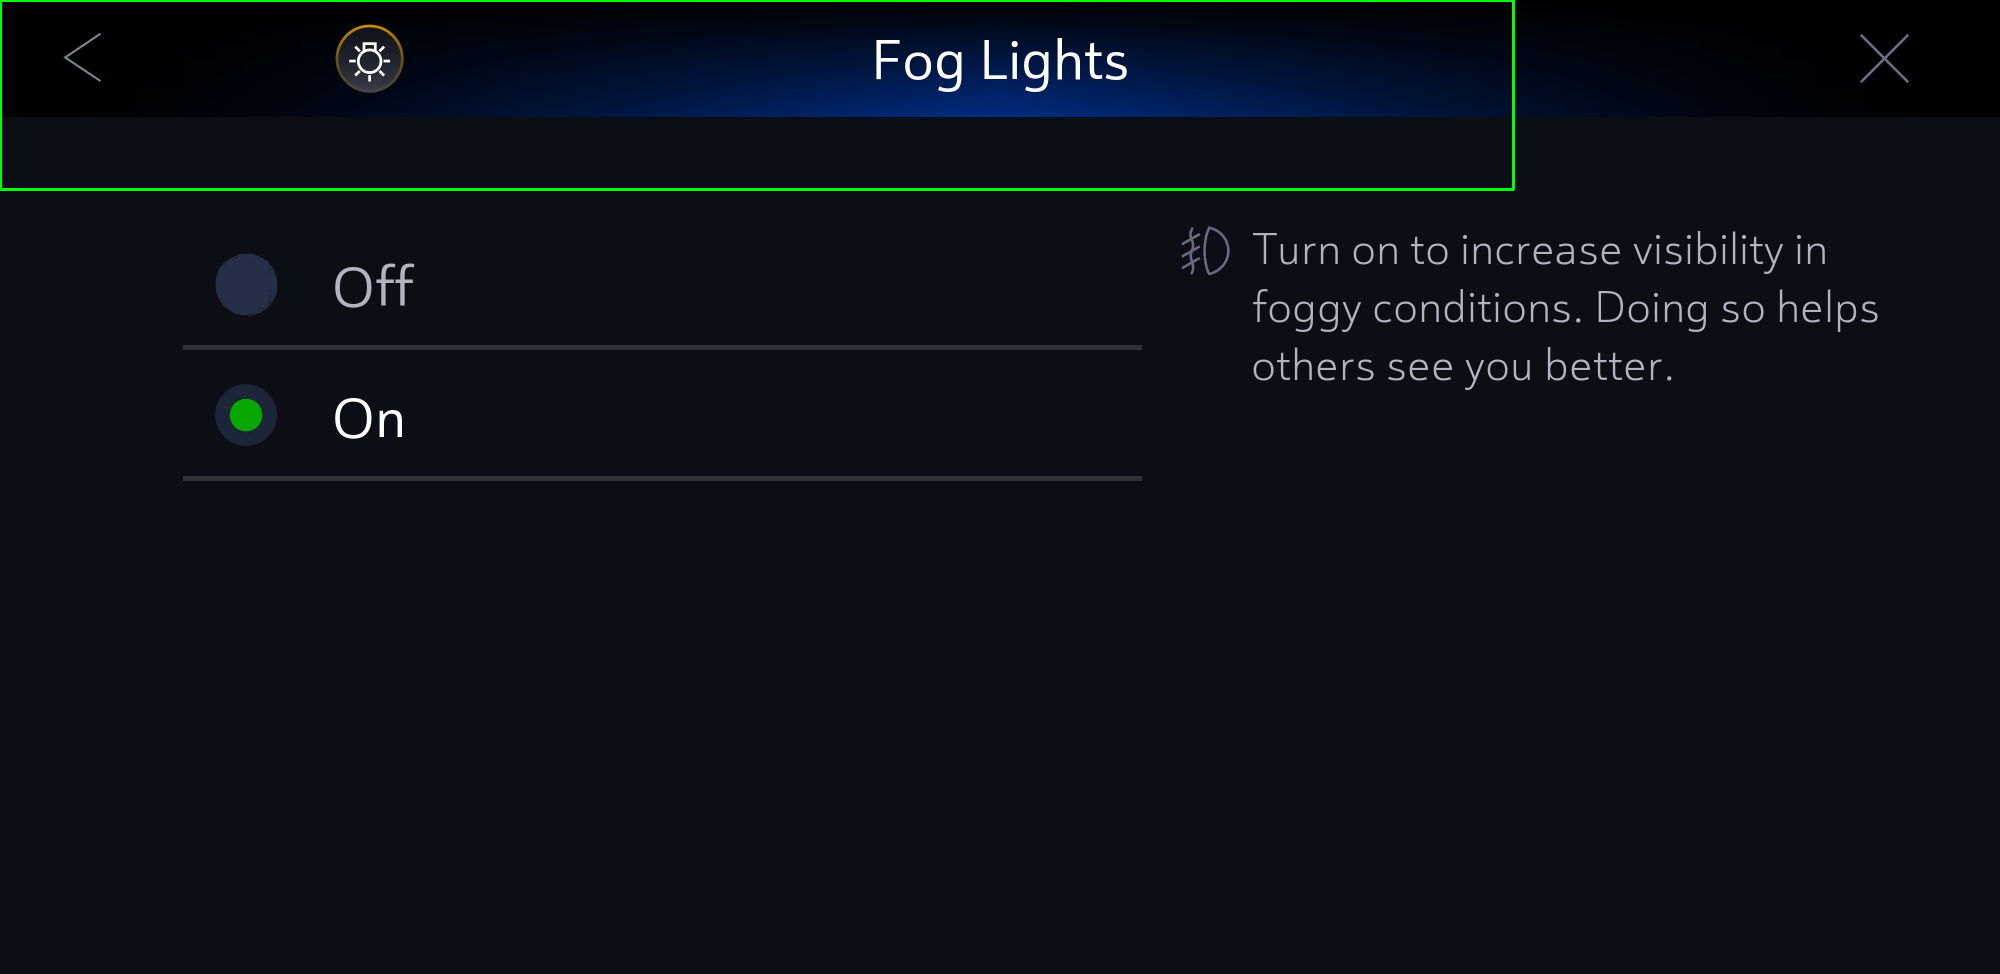 Fog Lights
Off
On
Turn on to increase visibility in
foggy conditions. Doing so helps
others see you better.